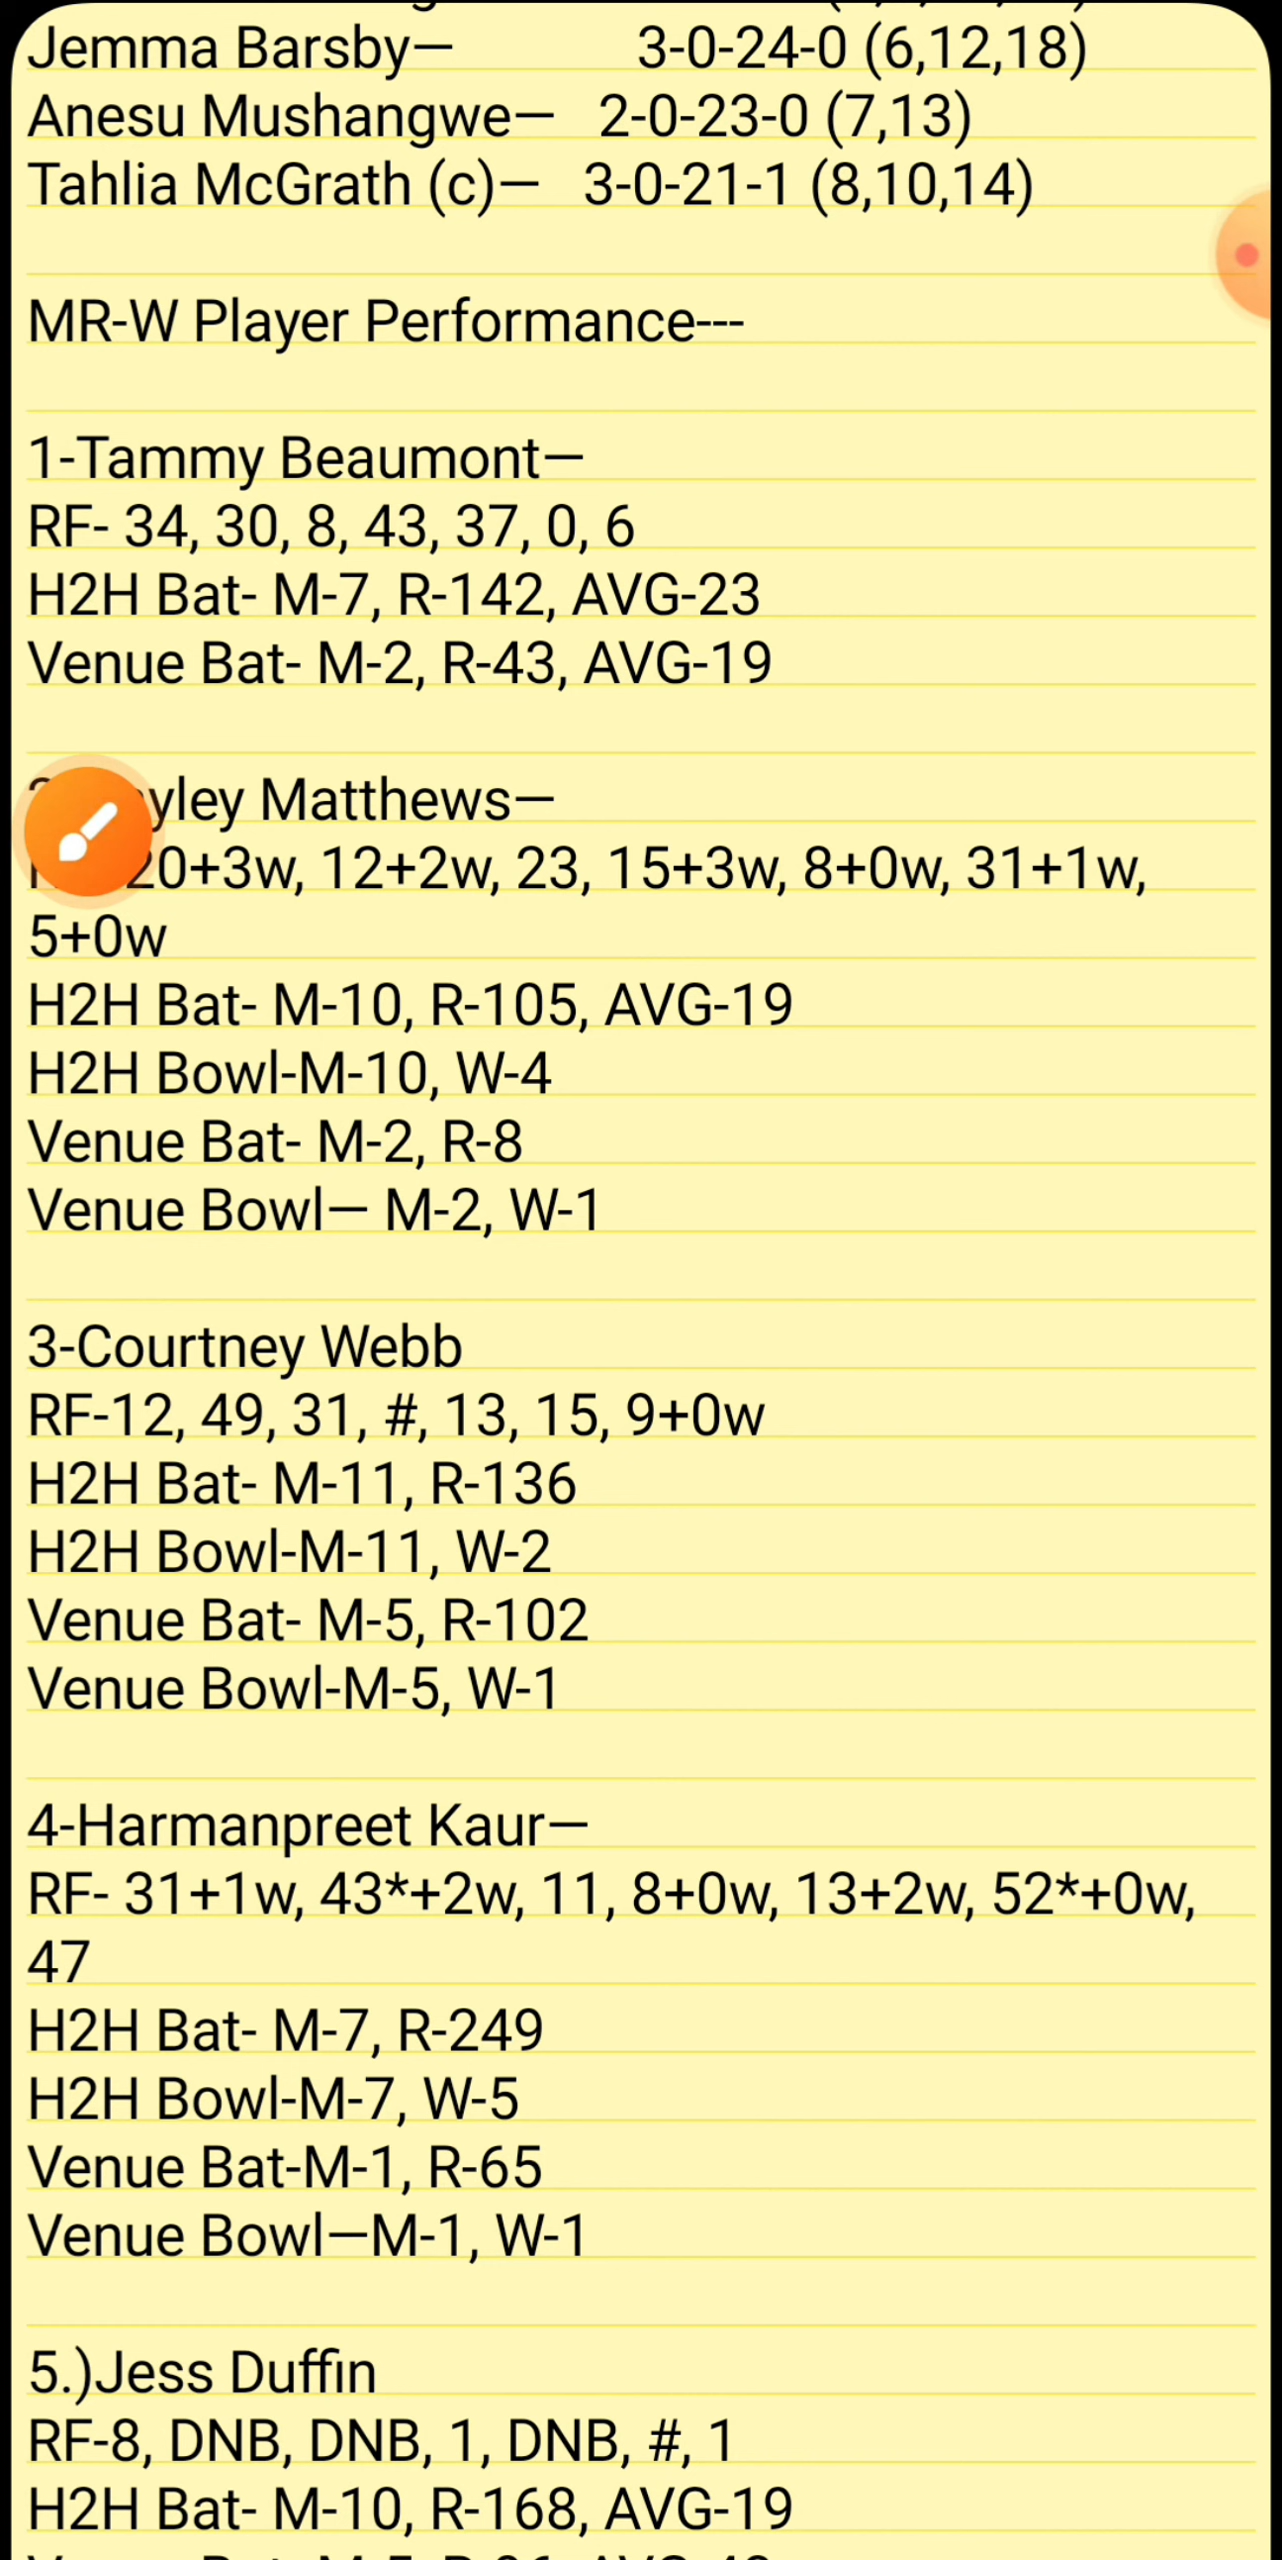 Jemma Barsby— 3-0-24-0 (6,12,18)
Anesu Mushangwe— 2-0-23-0 (7,13)
Tahlia McGrath (c)— 3-0-21-1 (8,10,14)
MR-W Player Performance---
1-Tammy Beaumont—
RF- 34, 30, 8, 43, 37, 0, 6
H2H Bat- M-7, R-142, AVG-23
Venue Bat- M-2, R-43, AVG-19
yley Matthews—
20+3w, 12+2w, 23, 15+3w, 8+0w, 31+1w,
5+0w
H2H Bat- M-10, R-105, AVG-19
H2H Bowl-M-10, W-4
Venue Bat- M-2, R-8
Venue Bowl— M-2, W-1
3-Courtney Webb
RF-12, 49, 31, #, 13, 15, 9+0w
H2H Bat- M-11, R-136
H2H Bowl-M-11, W-2
Venue Bat- M-5, R-102
Venue Bowl-M-5, W-1
4-Harmanpreet Kaur—
RF- 31+1w, 43*+2w, 11, 8+0w, 13+2w, 52*+0w,
47
H2H Bat- M-7, R-249
H2H Bowl-M-7, W-5
Venue Bat-M-1, R-65
Venue Bowl—M-1, W-1
5.)Jess Duffin
RF-8, DNB, DNB, 1, DNB, #, 1
H2H Bat- M-10, R-168, AVG-19